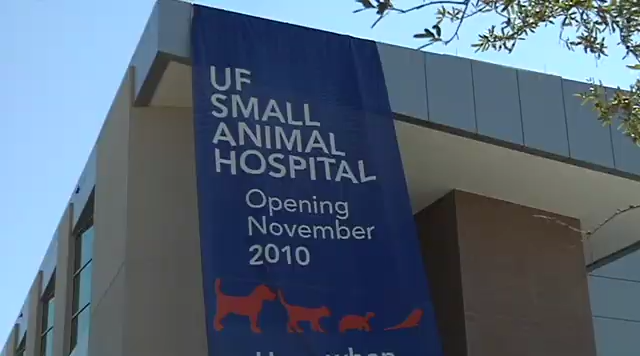 UF
SMALL
ANIMAL
HOSPITAL
Opening
November
2010